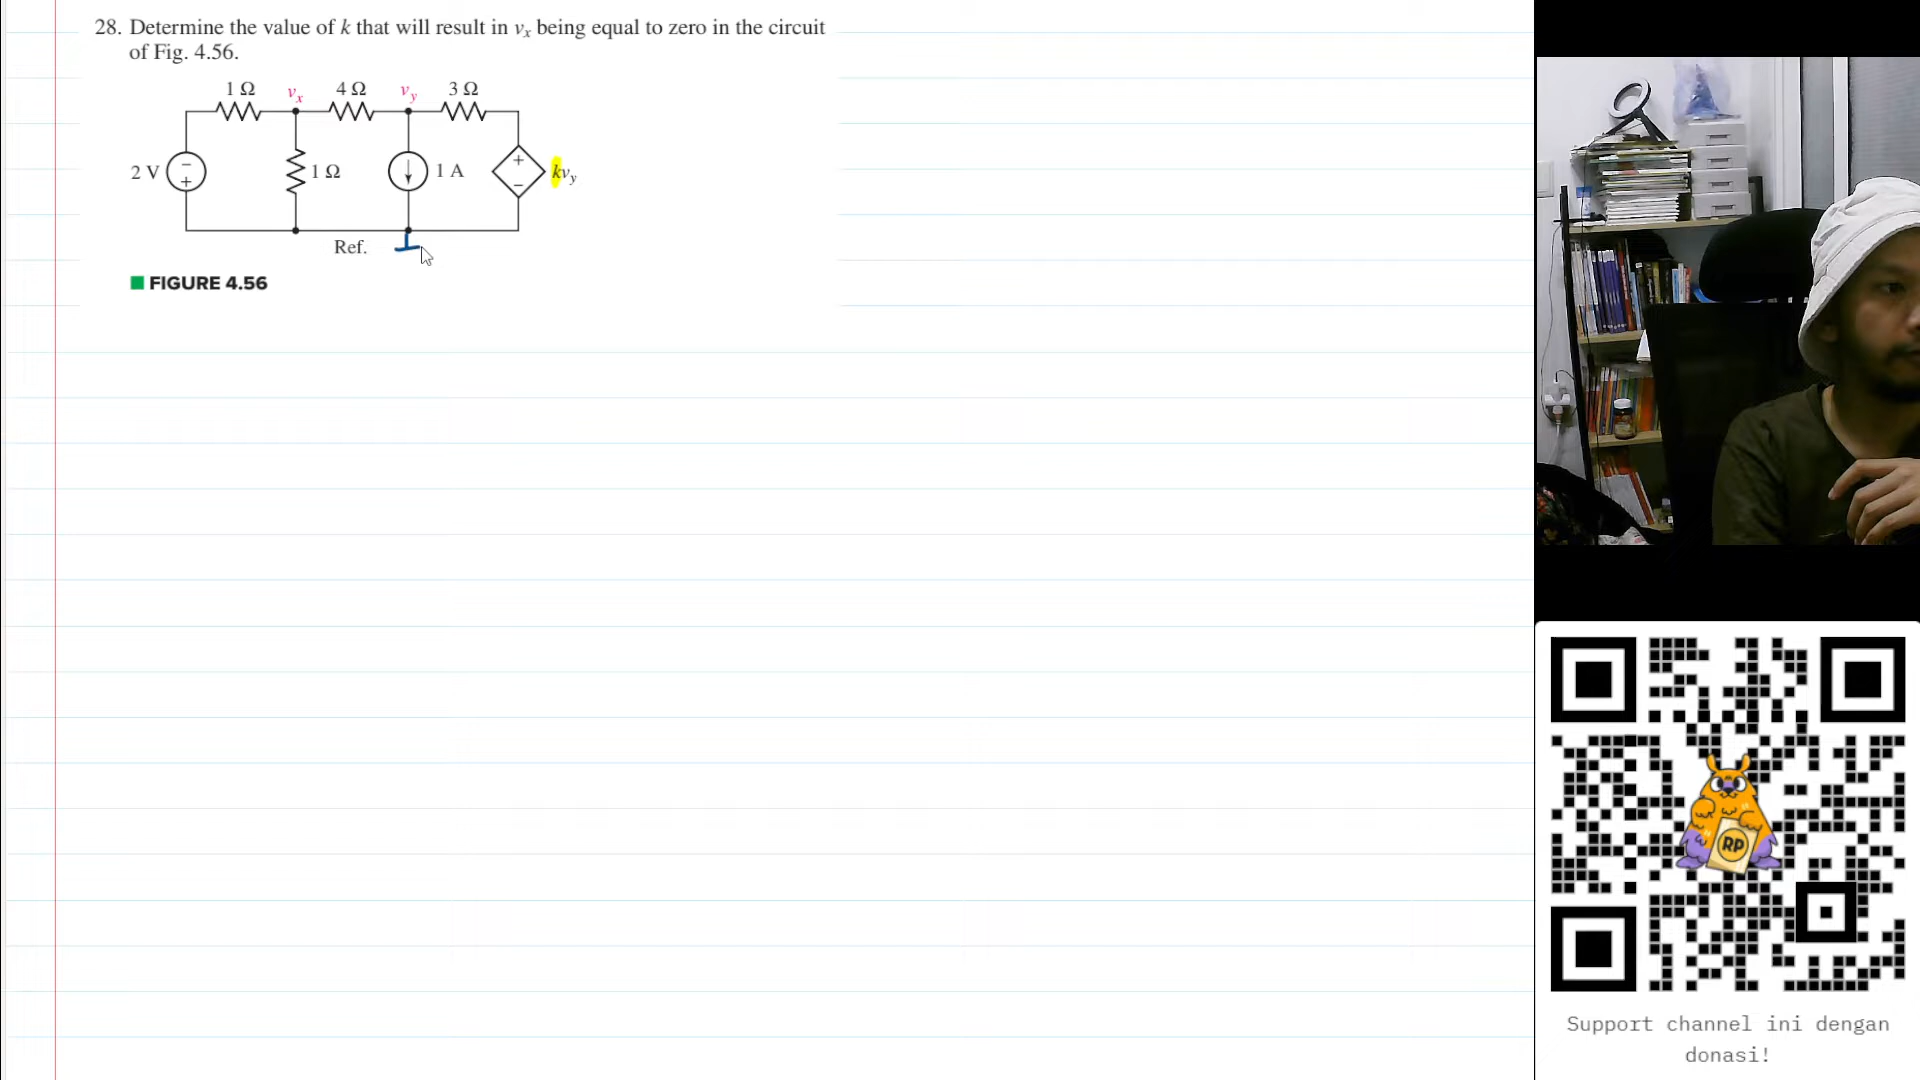 28. Determine the value of k that will result in vx being equal to zero in the circuit
of Fig. 4.56.
1 Ω vx 4 Ω vy 3 Ω
2 V − + 1 Ω 1 A + − kvy
Ref.
FIGURE 4.56
RP
Support channel ini dengan
donasi!